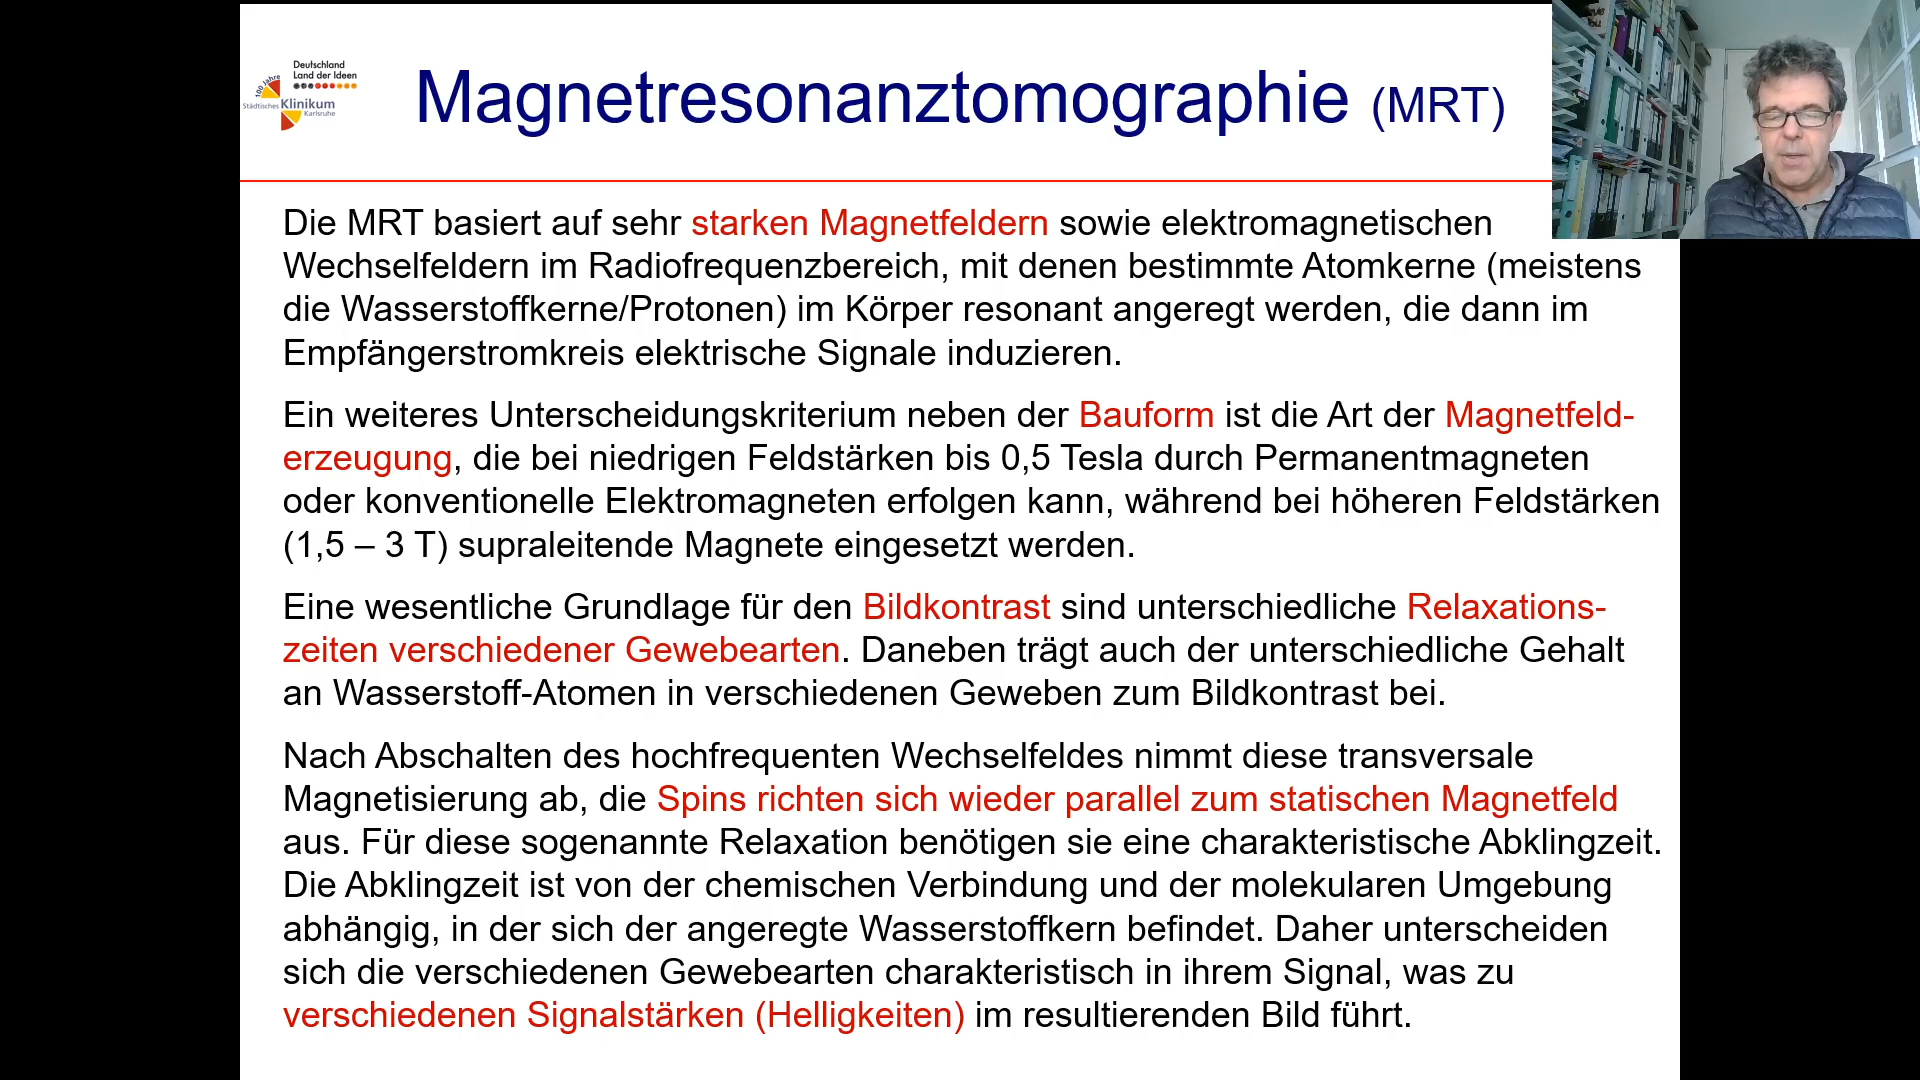 Deutschland
Land der Ideen
100 Jahre
Städtisches Klinikum
Karlsruhe
Magnetresonanztomographie (MRT)
Die MRT basiert auf sehr starken Magnetfeldern sowie elektromagnetischen
Wechselfeldern im Radiofrequenzbereich, mit denen bestimmte Atomkerne (meistens
die Wasserstoffkerne/Protonen) im Körper resonant angeregt werden, die dann im
Empfängerstromkreis elektrische Signale induzieren.
Ein weiteres Unterscheidungskriterium neben der Bauform ist die Art der Magnetfeld-
erzeugung, die bei niedrigen Feldstärken bis 0,5 Tesla durch Permanentmagneten
oder konventionelle Elektromagneten erfolgen kann, während bei höheren Feldstärken
(1,5 – 3 T) supraleitende Magnete eingesetzt werden.
Eine wesentliche Grundlage für den Bildkontrast sind unterschiedliche Relaxations-
zeiten verschiedener Gewebearten. Daneben trägt auch der unterschiedliche Gehalt
an Wasserstoff-Atomen in verschiedenen Geweben zum Bildkontrast bei.
Nach Abschalten des hochfrequenten Wechselfeldes nimmt diese transversale
Magnetisierung ab, die Spins richten sich wieder parallel zum statischen Magnetfeld
aus. Für diese sogenannte Relaxation benötigen sie eine charakteristische Abklingzeit.
Die Abklingzeit ist von der chemischen Verbindung und der molekularen Umgebung
abhängig, in der sich der angeregte Wasserstoffkern befindet. Daher unterscheiden
sich die verschiedenen Gewebearten charakteristisch in ihrem Signal, was zu
verschiedenen Signalstärken (Helligkeiten) im resultierenden Bild führt.